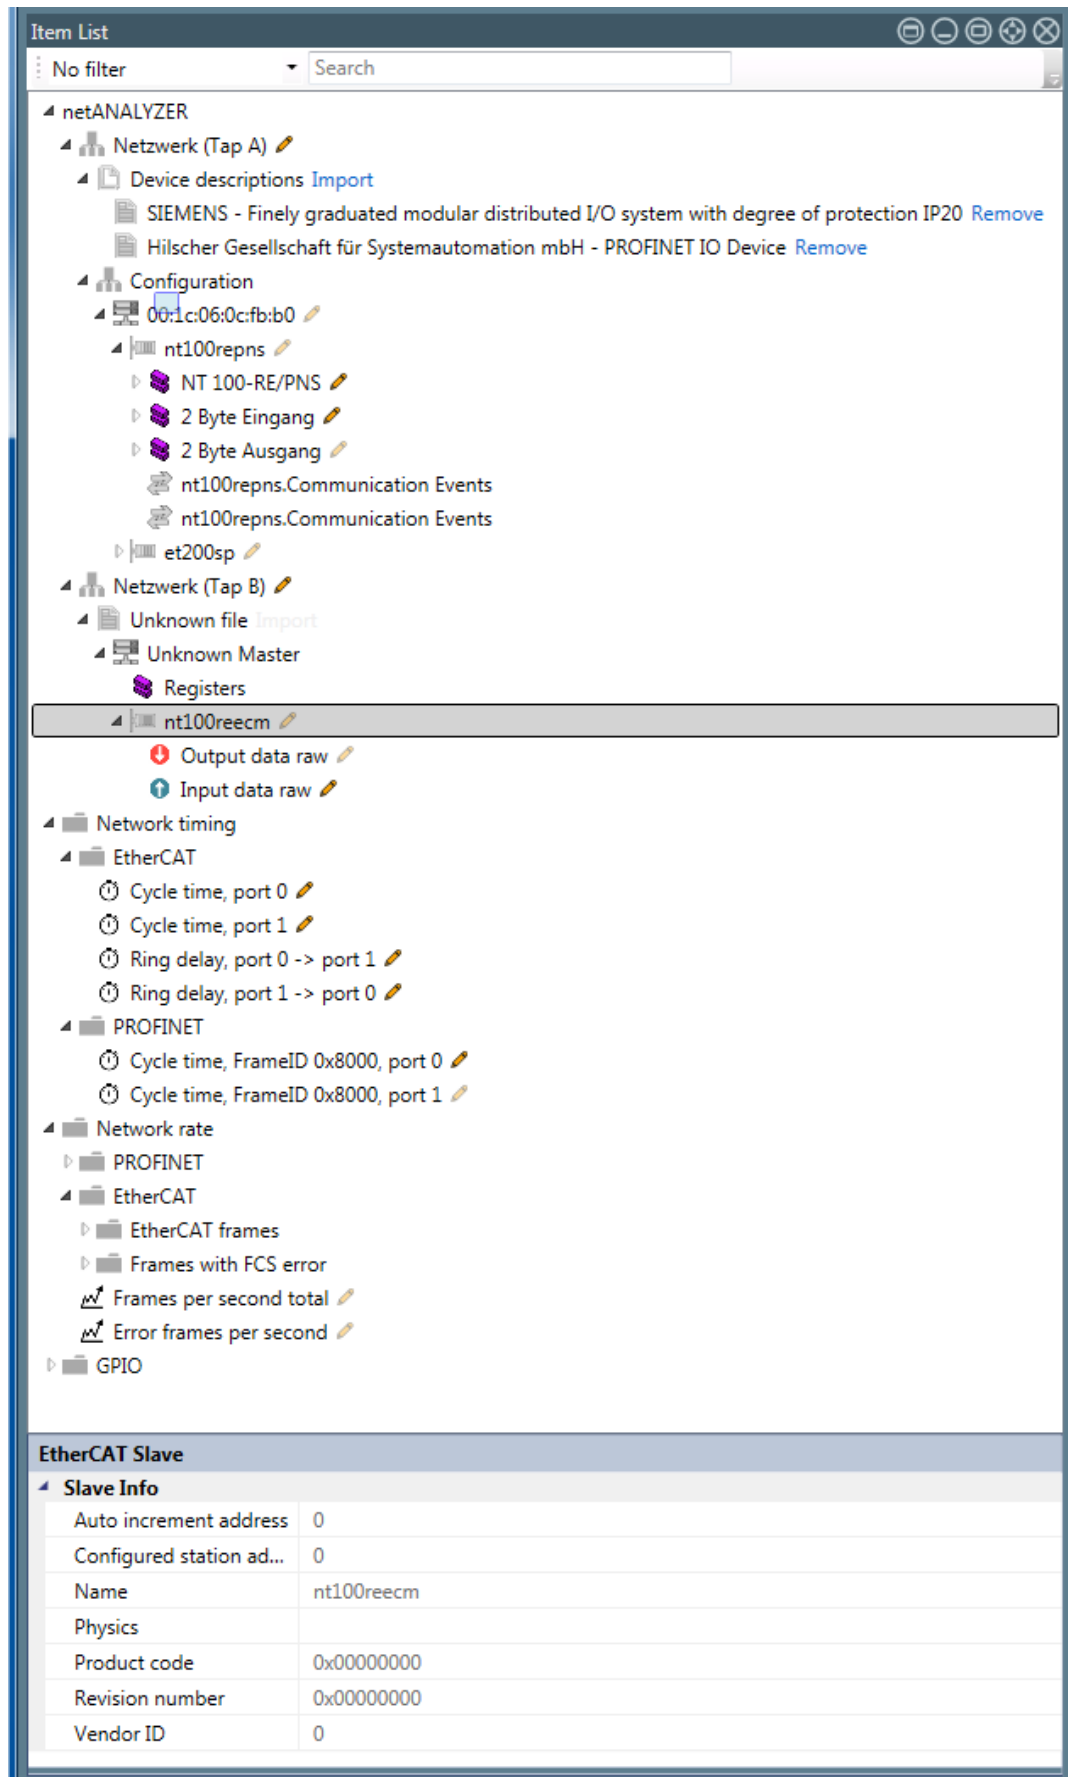 Item List
No filter Search
netANALYZER
Netzwerk (Tap A)
Device descriptions Import
SIEMENS - Finely graduated modular distributed I/O system with degree of protection IP20 Remove
Hilscher Gesellschaft für Systemautomation mbH - PROFINET IO Device Remove
Configuration
00:1c:06:0c:fb:b0
nt100repns
NT 100-RE/PNS
2 Byte Eingang
2 Byte Ausgang
nt100repns.Communication Events
nt100repns.Communication Events
et200sp
Netzwerk (Tap B)
Unknown file Import
Unknown Master
Registers
nt100reecm
Output data raw
Input data raw
Network timing
EtherCAT
Cycle time, port 0
Cycle time, port 1
Ring delay, port 0 -> port 1
Ring delay, port 1 -> port 0
PROFINET
Cycle time, FrameID 0x8000, port 0
Cycle time, FrameID 0x8000, port 1
Network rate
PROFINET
EtherCAT
EtherCAT frames
Frames with FCS error
Frames per second total
Error frames per second
GPIO
EtherCAT Slave
Slave Info
Auto increment address 0
Configured station ad... 0
Name nt100reecm
Physics
Product code 0x00000000
Revision number 0x00000000
Vendor ID 0